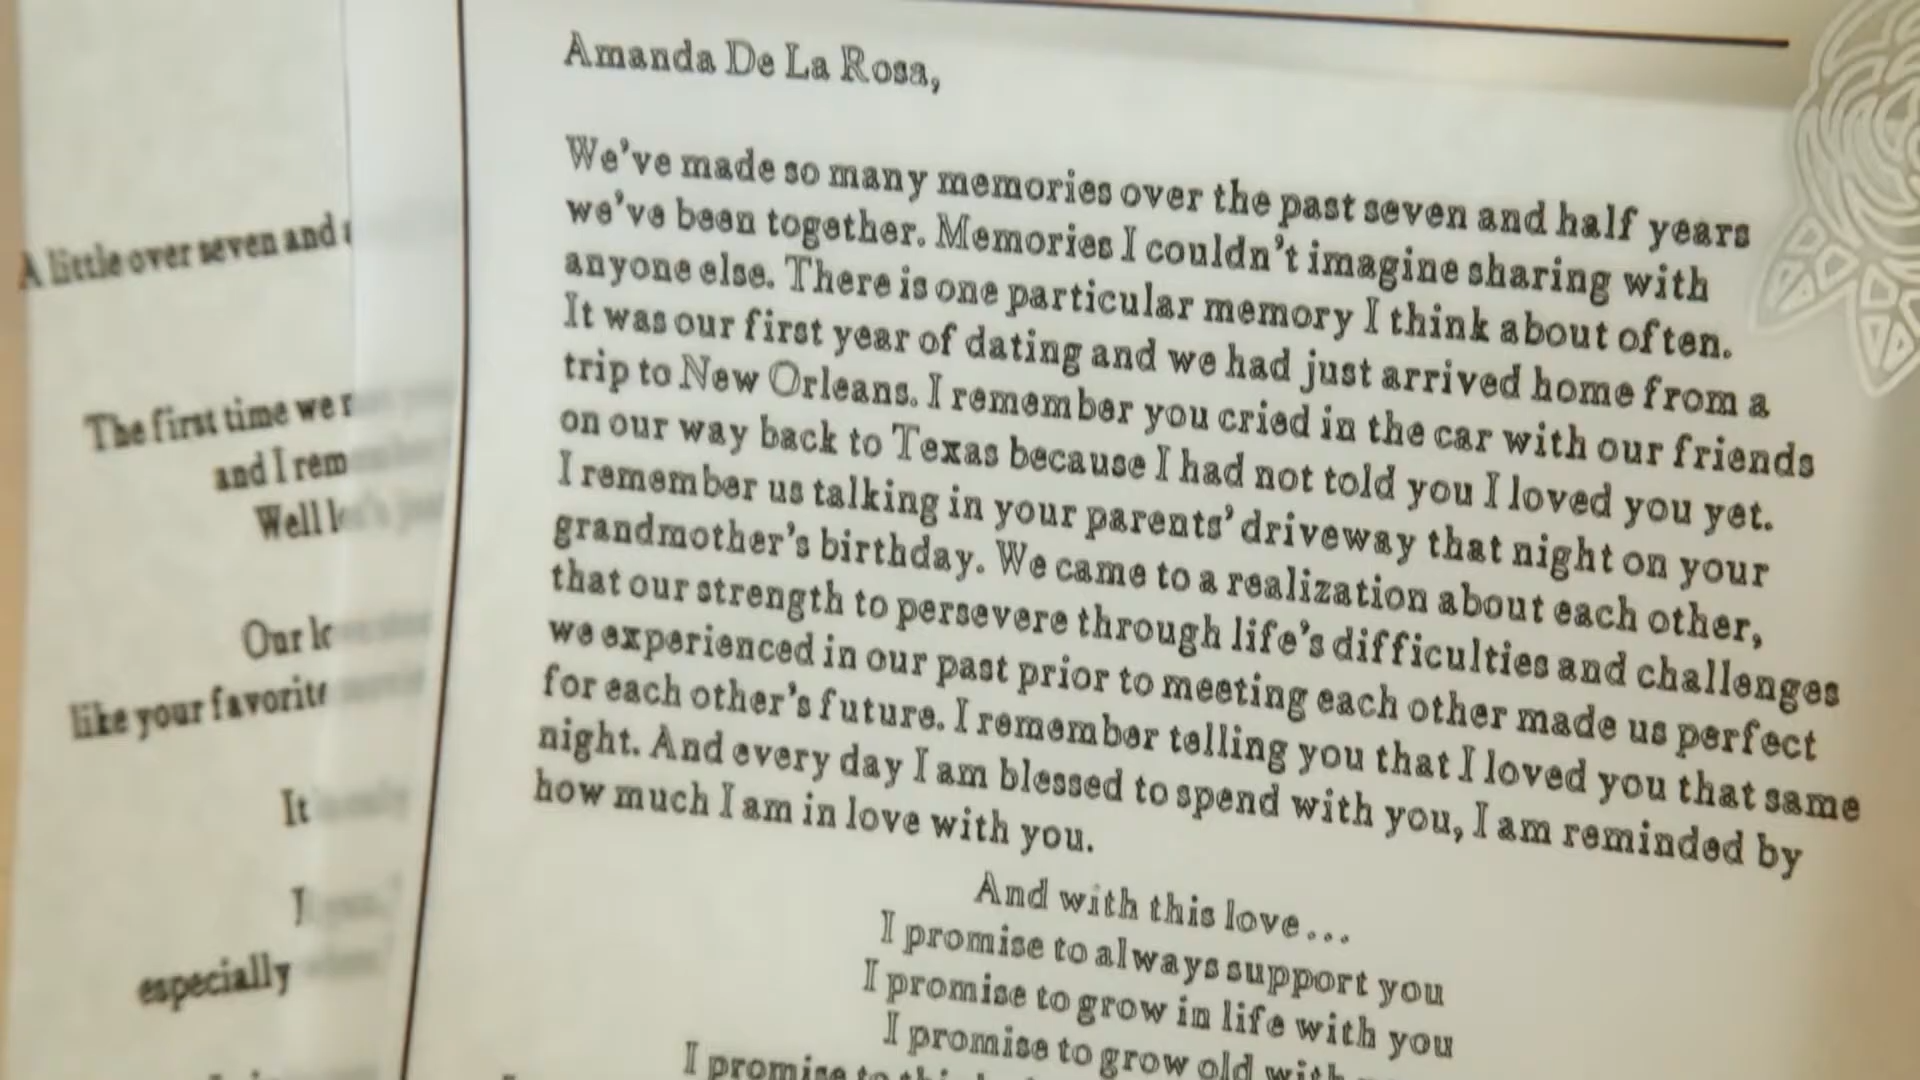 Amanda De La Rosa,
We've made so many memories over the past seven and half years
we've been together. Memories I couldn't imagine sharing with
anyone else. There is one particular memory I think about often.
It was our first year of dating and we had just arrived home from a
trip to New Orleans. I remember you cried in the car with our friends
on our way back to Texas because I had not told you I loved you yet.
I remember us talking in your parents' driveway that night on your
grandmother's birthday. We came to a realization about each other,
that our strength to persevere through life's difficulties and challenges
we experienced in our past prior to meeting each other made us perfect
for each other's future. I remember telling you that I loved you that same
night. And every day I am blessed to spend with you, I am reminded by
how much I am in love with you.
And with this love...
I promise to always support you
I promise to grow in life with you
I promise to grow old with
I promise to
A little over seven and
The first time we
and I
Well
Our
like your favorite
It
I
especially